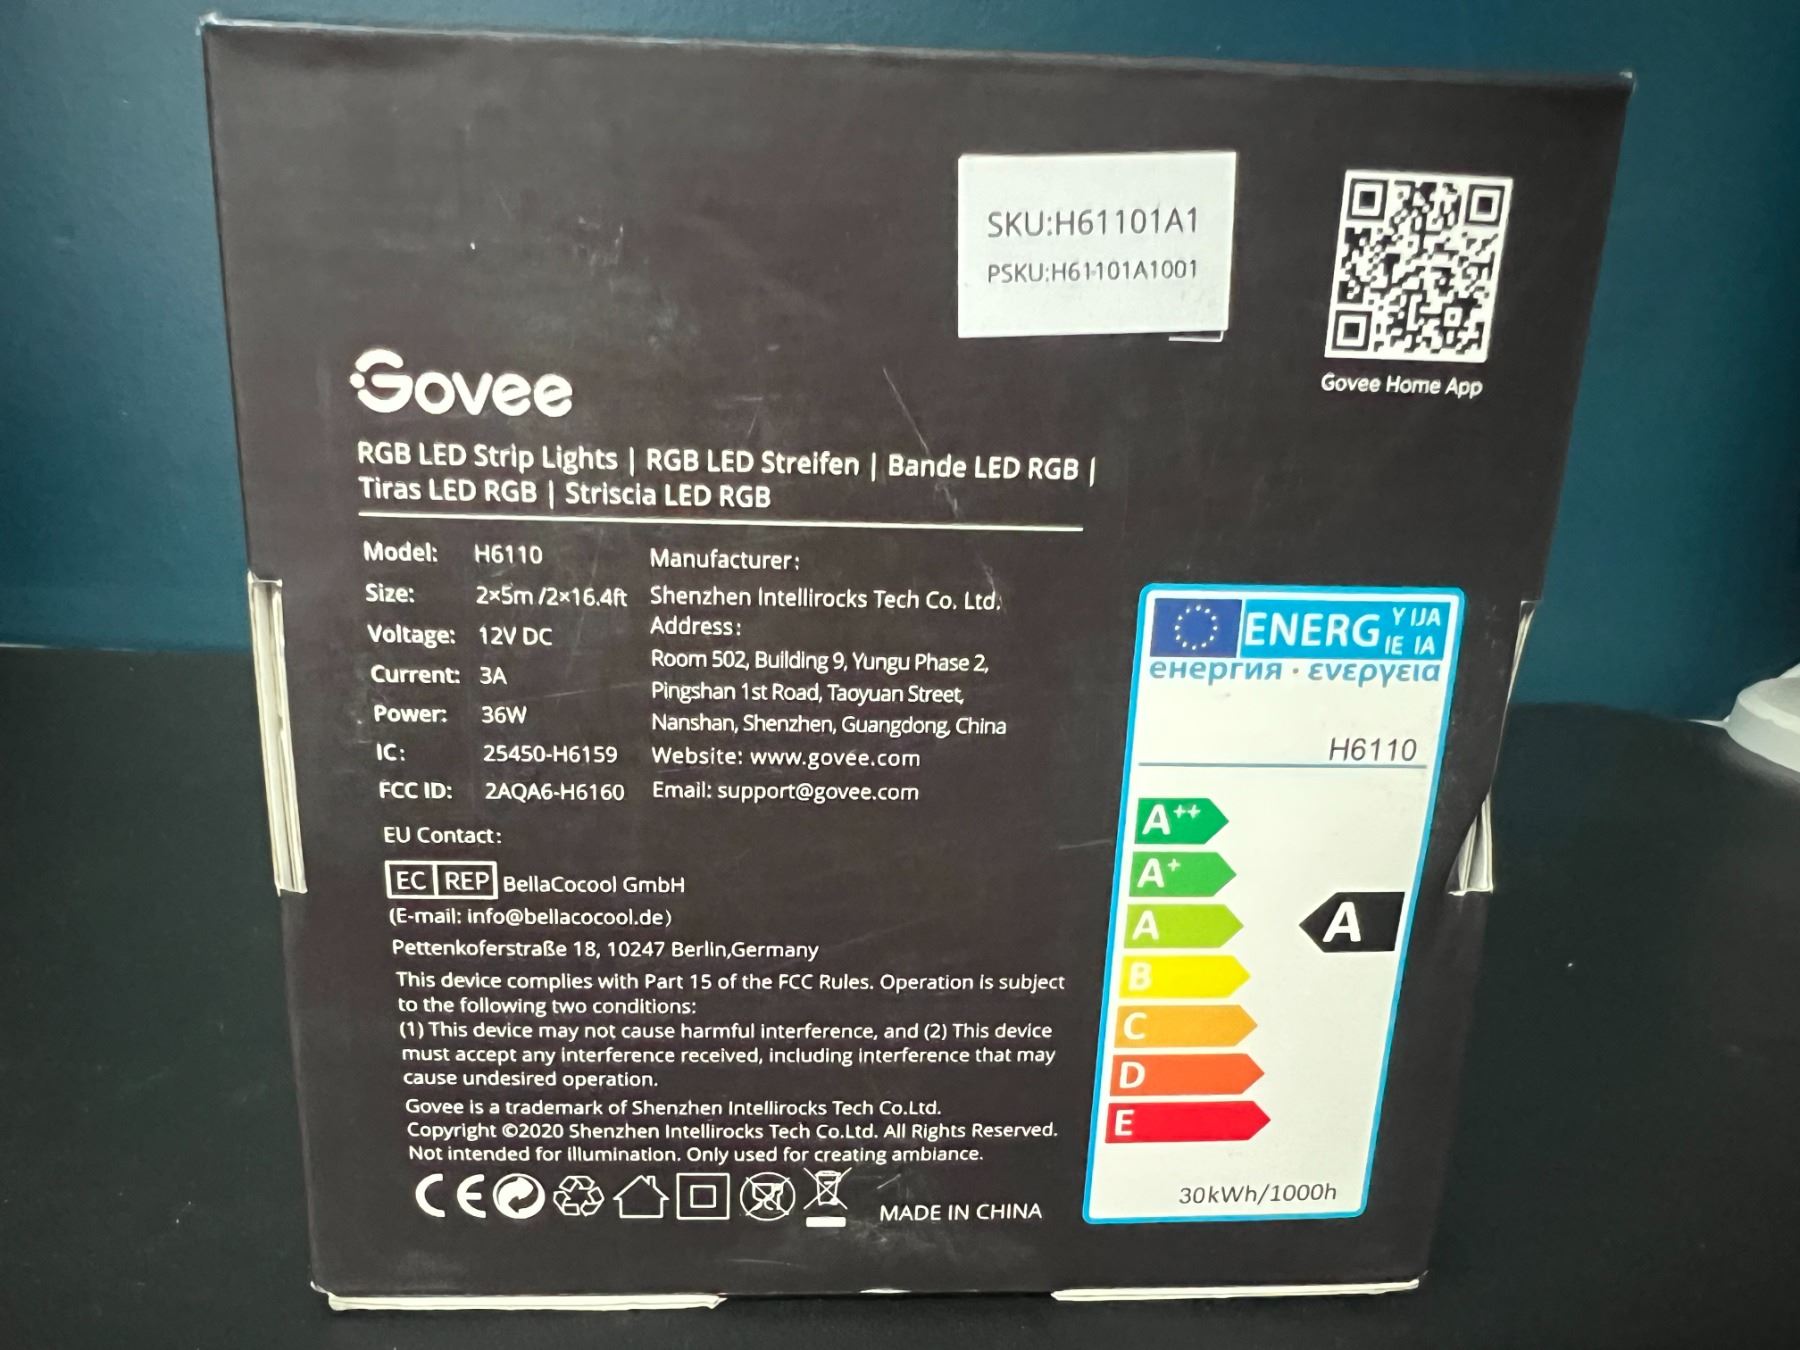 SKU:H61101A1
PSKU:H61101A1001
Govee Home App
Govee
RGB LED Strip Lights | RGB LED Streifen | Bande LED RGB |
Tiras LED RGB | Striscia LED RGB
Model: H6110
Size: 2×5m/2×16.4ft
Voltage: 12V DC
Current: 3A
Power: 36W
IC: 25450-H6159
FCC ID: 2AQA6-H6160
Manufacturer:
Shenzhen Intellirocks Tech Co. Ltd.
Address:
Room 502, Building 9, Yungu Phase 2,
Pingshan 1st Road, Taoyuan Street,
Nanshan, Shenzhen, Guangdong, China
Website: www.govee.com
Email: support@govee.com
EU Contact:
EC REP BellaCocool GmbH
(E-mail: info@bellacocool.de)
Pettenkoferstraße 18, 10247 Berlin,Germany
This device complies with Part 15 of the FCC Rules. Operation is subject
to the following two conditions:
(1) This device may not cause harmful interference, and (2) This device
must accept any interference received, including interference that may
cause undesired operation.
Govee is a trademark of Shenzhen Intellirocks Tech Co.Ltd.
Copyright ©2020 Shenzhen Intellirocks Tech Co.Ltd. All Rights Reserved.
Not intended for illumination. Only used for creating ambiance.
CE
MADE IN CHINA
ENERG Y IJA
IE IA
енергия · ενεργεια
H6110
A++
A+
A
A
B
C
D
E
30kWh/1000h